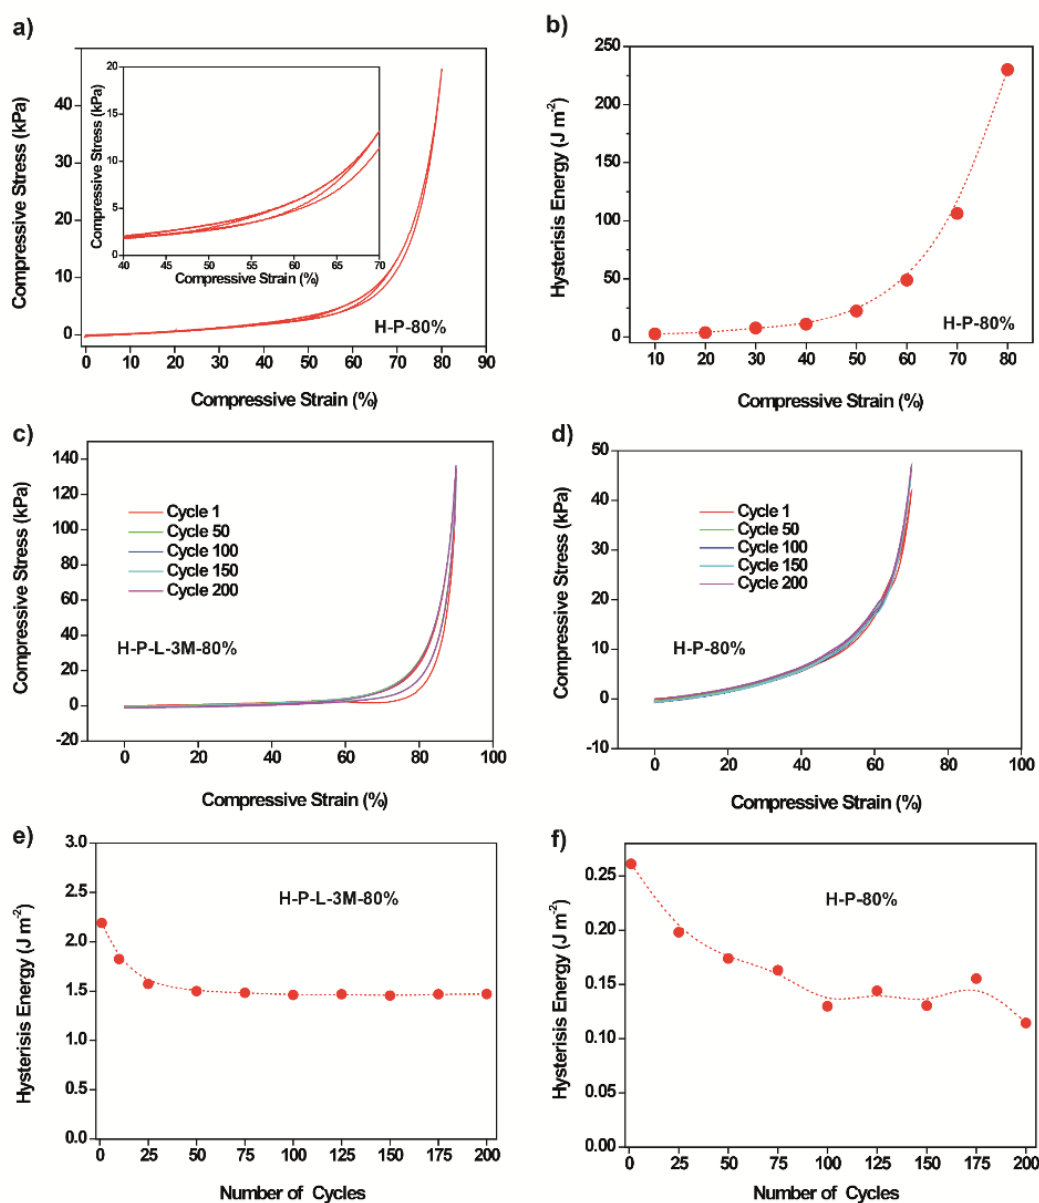 a)
Compressive Stress (kPa)
40
30
20
10
0
Compressive Stress (kPa)
20
15
10
5
0
40 45 50 55 60 65 70
Compressive Strain (%)
H-P-80%
0 10 20 30 40 50 60 70 80 90
Compressive Strain (%)
b)
Hysterisis Energy (J m-2)
250
200
150
100
50
0
H-P-80%
10 20 30 40 50 60 70 80
Compressive Strain (%)
c)
Compressive Stress (kPa)
140
120
100
80
60
40
20
0
-20
Cycle 1
Cycle 50
Cycle 100
Cycle 150
Cycle 200
H-P-L-3M-80%
0 20 40 60 80 100
Compressive Strain (%)
d)
Compressive Stress (kPa)
50
40
30
20
10
0
-10
Cycle 1
Cycle 50
Cycle 100
Cycle 150
Cycle 200
H-P-80%
0 20 40 60 80 100
Compressive Strain (%)
e)
Hysterisis Energy (J m-2)
3.0
2.5
2.0
1.5
1.0
0.5
0.0
H-P-L-3M-80%
0 25 50 75 100 125 150 175 200
Number of Cycles
f)
Hysterisis Energy (J m-2)
0.25
0.20
0.15
0.10
0.05
0.00
H-P-80%
0 25 50 75 100 125 150 175 200
Number of Cycles